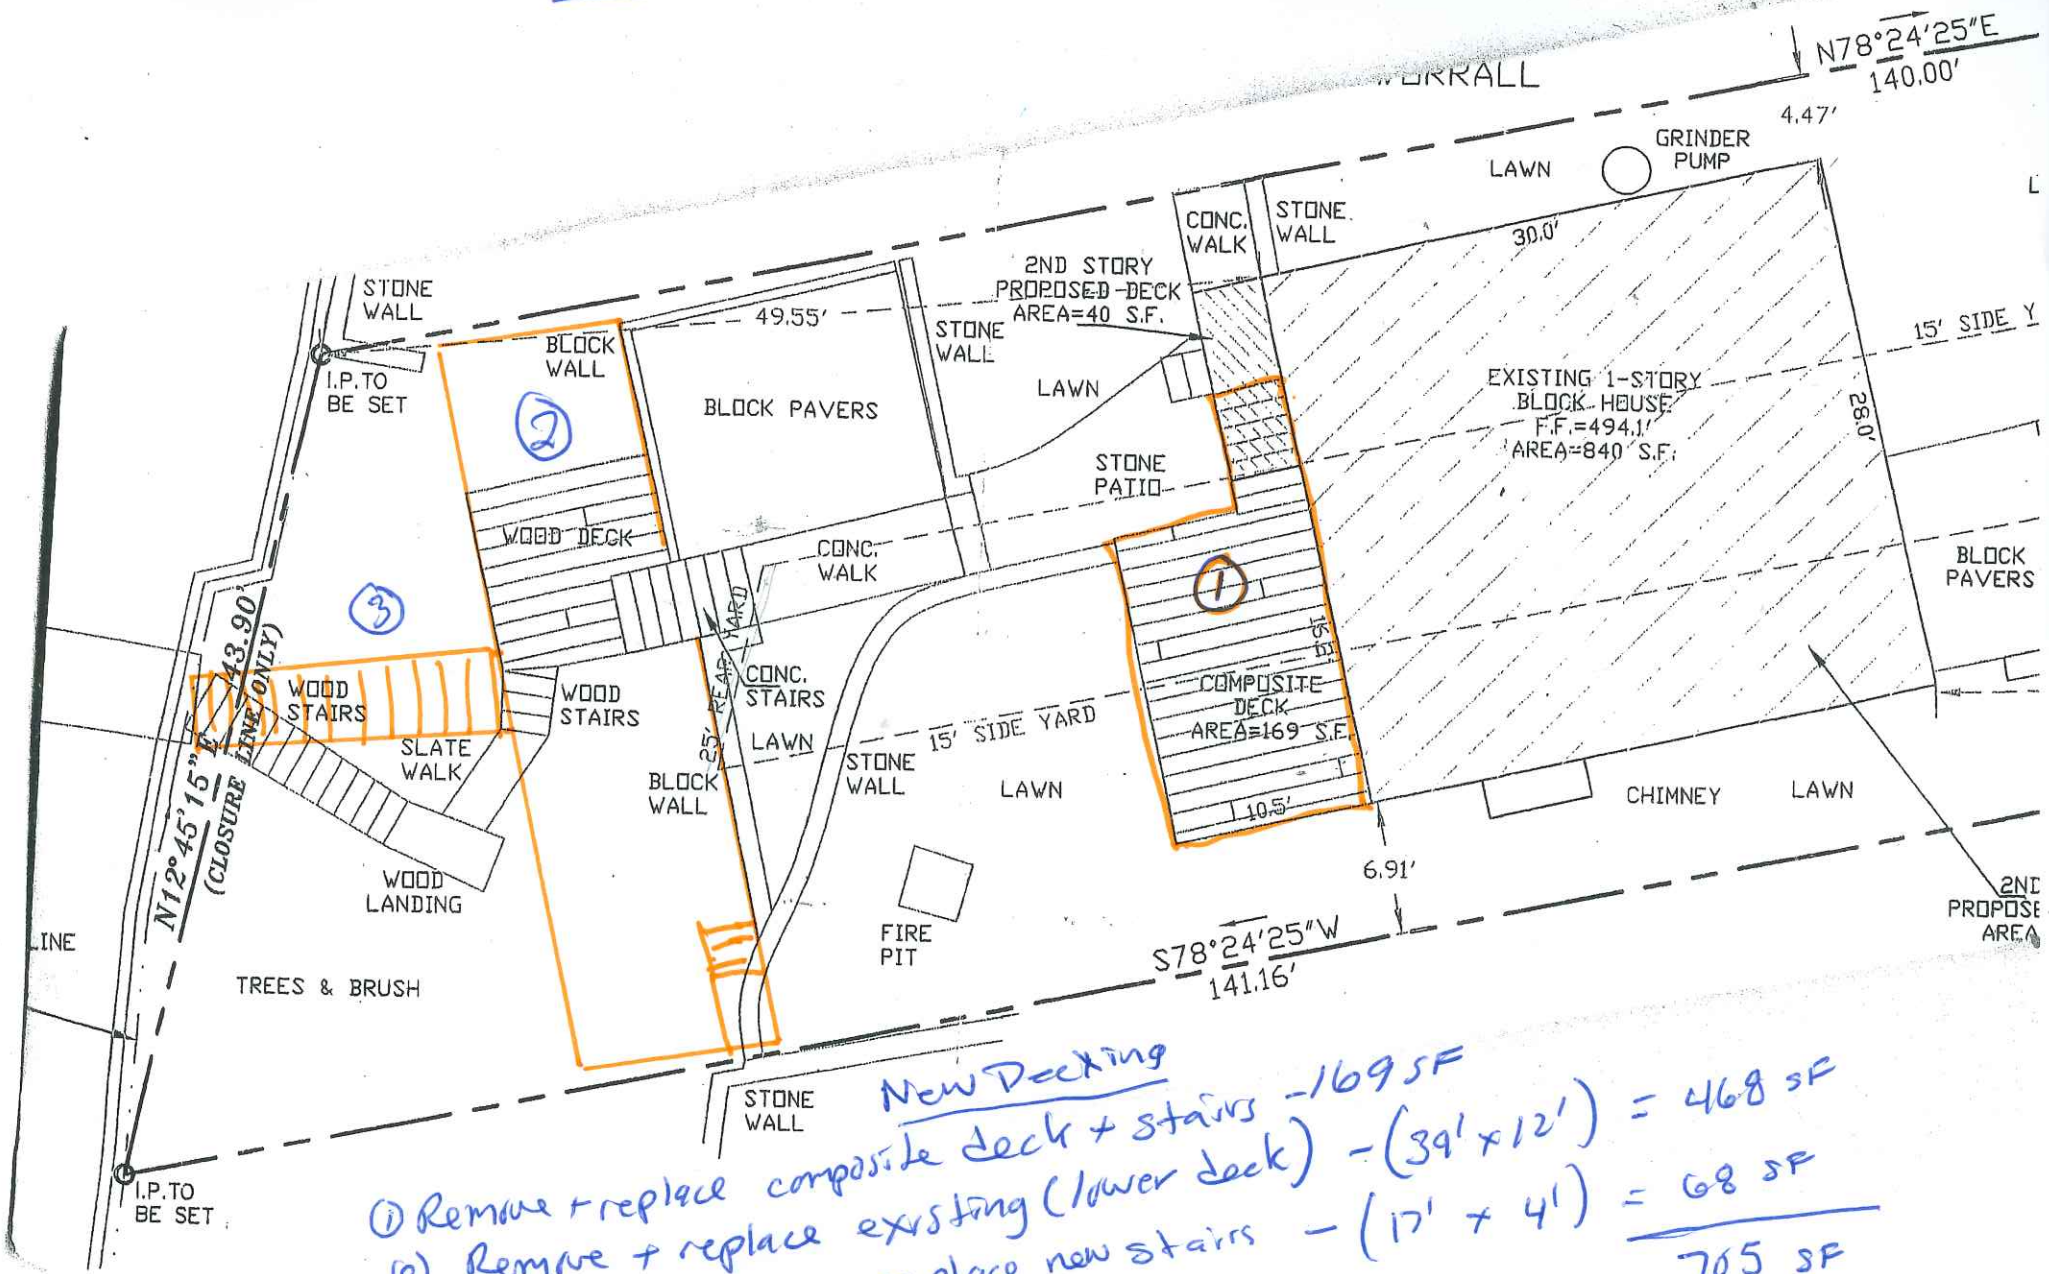 N78°24'25"E
140.00'
4.47'
GRINDER
PUMP
LAWN
CONC.
WALK
STONE
WALL
30.0'
2ND STORY
PROPOSED DECK
AREA=40 S.F.
STONE
WALL
49.55'
BLOCK
WALL
STONE
WALL
15' SIDE Y
I.P. TO
BE SET
2
BLOCK PAVERS
LAWN
EXISTING 1-STORY
BLOCK HOUSE
F.F.=494.1'
AREA=840 S.F.
28.0'
STONE
PATIO
WOOD DECK
CONC.
WALK
BLOCK
PAVERS
3
1
15.5'
43.90'
N12°45'15"E
(CLOSURE LINE ONLY)
WOOD
STAIRS
WOOD
STAIRS
CONC.
STAIRS
25' REAR YARD
COMPOSITE
DECK
AREA=169 S.F.
SLATE
WALK
LAWN
15' SIDE YARD
BLOCK
WALL
STONE
WALL
LAWN
10.5'
CHIMNEY
LAWN
WOOD
LANDING
6.91'
2ND
PROPOSE
AREA
LINE
FIRE
PIT
S78°24'25"W
141.16'
TREES & BRUSH
STONE
WALL
I.P. TO
BE SET
New Decking
① Remove + replace composite deck + stairs - 169 SF
Remove + replace existing (lower deck) - (39' x 12') = 468 SF
new stairs - (17' x 4') = 68 SF
705 SF